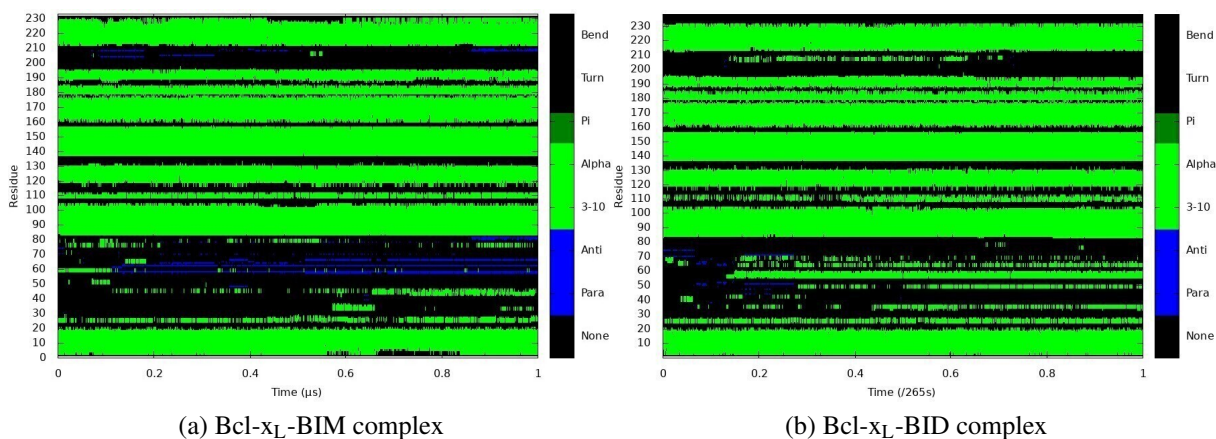 230
220
210
200
190
180
170
160
150
140
130
120
110
100
90
80
70
60
50
40
30
20
10
0
Residue
0 0.2 0.4 0.6 0.8 1
Time (µs)
Bend
Turn
Pi
Alpha
3-10
Anti
Para
None
(a) Bcl-xL-BIM complex
230
220
210
200
190
180
170
160
150
140
130
120
110
100
90
80
70
60
50
40
30
20
10
Residue
0 0.2 0.4 0.6 0.8 1
Time (/265s)
Bend
Turn
Pi
Alpha
3-10
Anti
Para
None
(b) Bcl-xL-BID complex